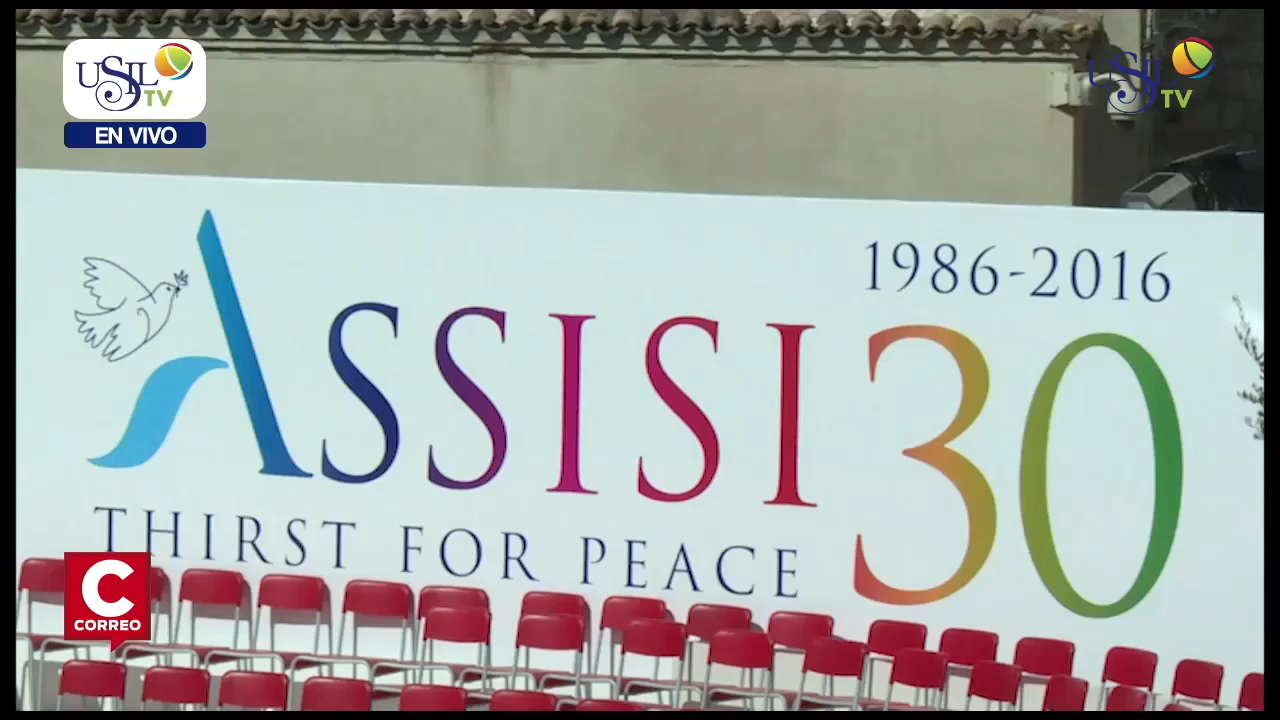 USIL
TV
EN VIVO
USIL
TV
1986-2016
ASSISI 30
THIRST FOR PEACE
C
CORREO